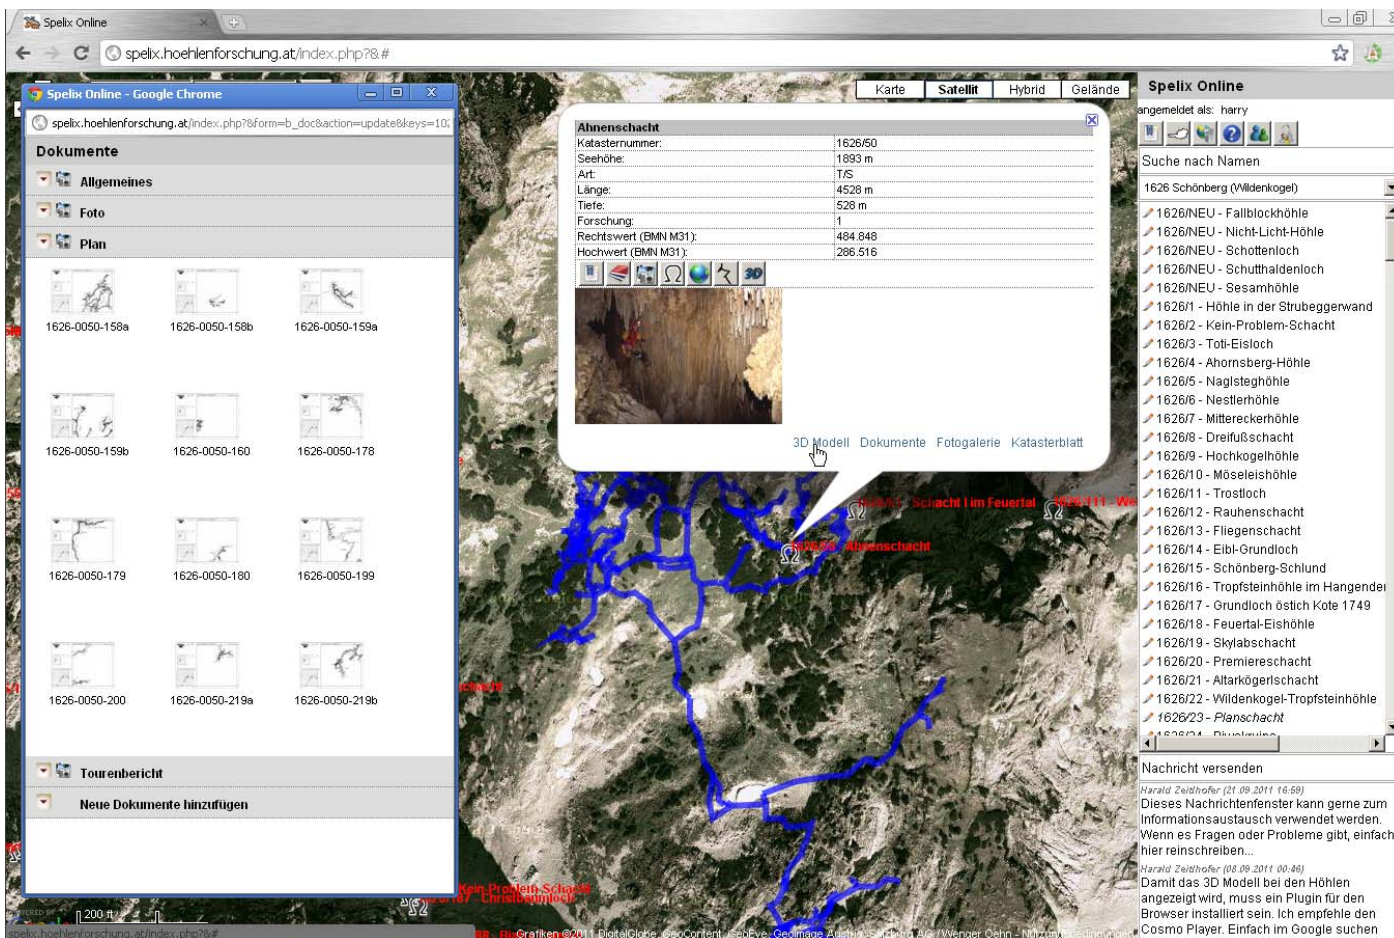 Spelix Online
spelix.hoehlenforschung.at/index.php?&#
Spelix Online - Google Chrome
spelix.hoehlenforschung.at/index.php?&form=b_doc&action=update&keys=102
Dokumente
Allgemeines
Foto
Plan
1626-0050-158a 1626-0050-158b 1626-0050-159a
1626-0050-159b 1626-0050-160 1626-0050-178
1626-0050-179 1626-0050-180 1626-0050-199
1626-0050-200 1626-0050-219a 1626-0050-219b
Tourenbericht
Neue Dokumente hinzufügen
Karte Satellit Hybrid Gelände
Ahnenschacht
Katasternummer: 1626/50
Seehöhe: 1893 m
Art: T/S
Länge: 4528 m
Tiefe: 528 m
Forschung: 1
Rechtswert (BMN M31): 484.848
Hochwert (BMN M31): 286.516
3D
3D Modell Dokumente Fotogalerie Katasterblatt
Schacht I im Feuertal
Ahnenschacht
Kein-Problem-Schacht
Christbaumloch
200 ft
spelix.hoehlenforschung.at/index.php?&#
Grafiken ©2011 DigitalGlobe, GeoContent, GeoEye, Geoimage Austria
Spelix Online
angemeldet als: harry
Suche nach Namen
1626 Schönberg (Wildenkogel)
1626/NEU - Fallblockhöhle
1626/NEU - Nicht-Licht-Höhle
1626/NEU - Schottenloch
1626/NEU - Schutthaldenloch
1626/NEU - Sesamhöhle
1626/1 - Höhle in der Strubeggerwand
1626/2 - Kein-Problem-Schacht
1626/3 - Toti-Eisloch
1626/4 - Ahornsberg-Höhle
1626/5 - Naglsteghöhle
1626/6 - Nestlerhöhle
1626/7 - Mittereckerhöhle
1626/8 - Dreifußschacht
1626/9 - Hochkogelhöhle
1626/10 - Möseleishöhle
1626/11 - Trostloch
1626/12 - Rauhenschacht
1626/13 - Fliegenschacht
1626/14 - Eibl-Grundloch
1626/15 - Schönberg-Schlund
1626/16 - Tropfsteinhöhle im Hangender
1626/17 - Grundloch östich Kote 1749
1626/18 - Feuertal-Eishöhle
1626/19 - Skylabschacht
1626/20 - Premiereschacht
1626/21 - Altarkögerlschacht
1626/22 - Wildenkogel-Tropfsteinhöhle
1626/23 - Planschacht
Nachricht versenden
Harald Zeitlhofer (21.09.2011 16:59)
Dieses Nachrichtenfenster kann gerne zum
Informationsaustausch verwendet werden.
Wenn es Fragen oder Probleme gibt, einfach
hier reinschreiben...
Harald Zeitlhofer (08.09.2011 00:46)
Damit das 3D Modell bei den Höhlen
angezeigt wird, muss ein Plugin für den
Browser installiert sein. Ich empfehle den
Cosmo Player. Einfach im Google suchen